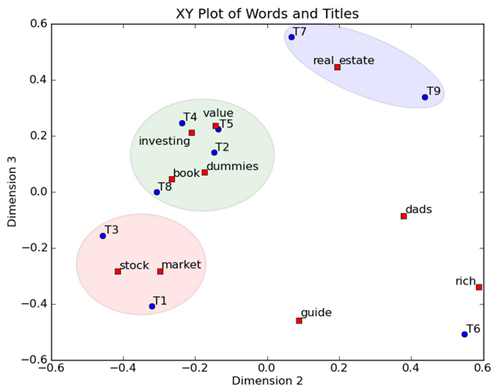 XY Plot of Words and Titles
0.6
0.4
0.2
0.0
−0.2
−0.4
−0.6
Dimension 3
T7
real_estate
T9
T4
value
T5
investing
T2
book
dummies
T8
dads
T3
stock
market
rich
T1
guide
T6
−0.6
−0.4
−0.2
0.0
0.2
0.4
0.6
Dimension 2